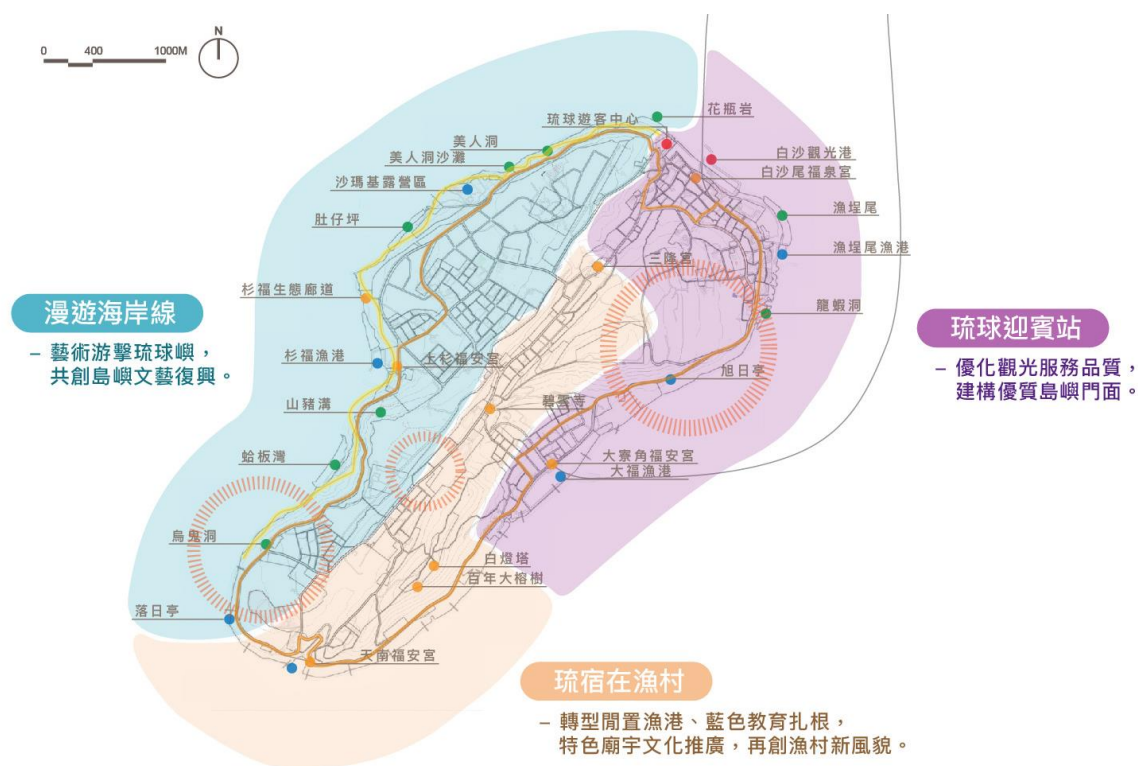 0 400 1000M
N
花瓶岩
琉球遊客中心
美人洞
白沙觀光港
美人洞沙灘
白沙尾福泉宮
沙瑪基露營區
漁埕尾
肚仔坪
漁埕尾漁港
三隆宮
杉福生態廊道
龍蝦洞
漫遊海岸線
– 藝術游擊琉球嶼，
共創島嶼文藝復興。
琉球迎賓站
– 優化觀光服務品質，
建構優質島嶼門面。
杉福漁港
上杉福安宮
旭日亭
山豬溝
碧雲寺
蛤板灣
大寮角福安宮
大福漁港
烏鬼洞
白燈塔
百年大榕樹
落日亭
天南福安宮
琉宿在漁村
– 轉型閒置漁港、藍色教育扎根，
特色廟宇文化推廣，再創漁村新風貌。